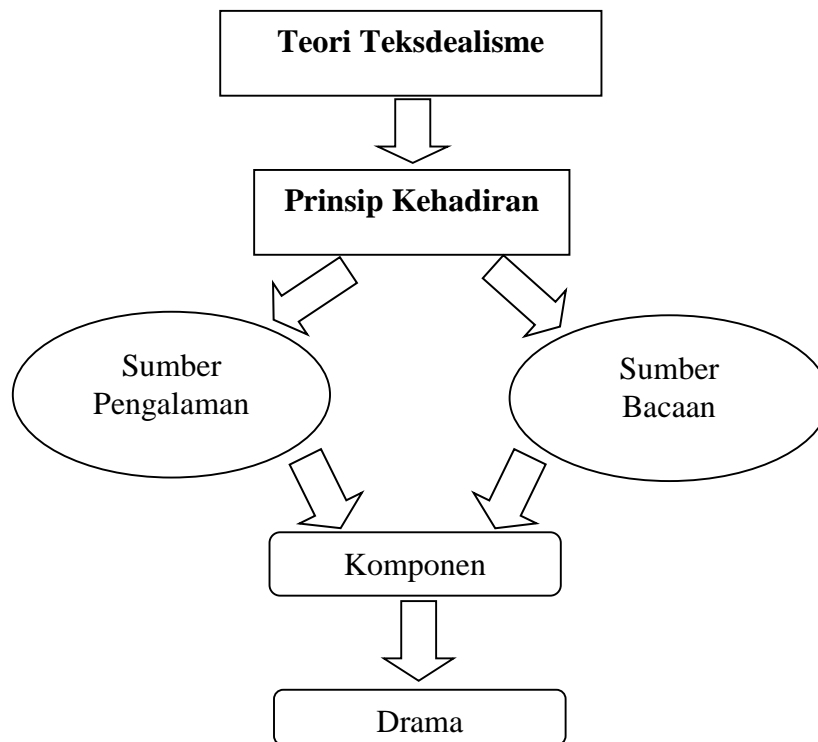 Teori Teksdealisme
Prinsip Kehadiran
Sumber
Pengalaman
Sumber
Bacaan
Komponen
Drama